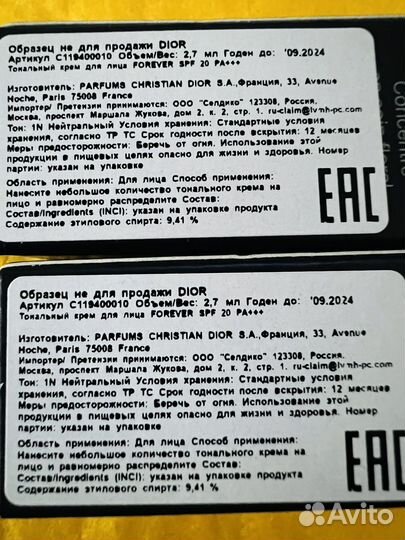 Образец не для продажи DIOR
Артикул C119400010 Объем/Вес: 2,7 мл Годен до: '09.2024
Тональный крем для лица FOREVER SPF 20 PA+++
Изготовитель: PARFUMS CHRISTIAN DIOR S.A.,Франция, 33, Avenue
Hoche, Paris 75008 France
Импортер/ Претензии принимаются: ООО "Селдико" 123308, Россия.
Москва, проспект Маршала Жукова, дом 2, к. 2, стр. 1. ru-claim@lvmh-pc.com
Тон: 1N Нейтральный Условия хранения: Стандартные условия
хранения, согласно ТР ТС Срок годности после вскрытия: 12 месяцев
Меры предосторожности: Беречь от огня. Использование этой
продукции в пищевых целях опасно для жизни и здоровья. Номер
партии: указан на упаковке
Область применения: Для лица Способ применения:
Нанесите небольшое количество тонального крема на
лицо и равномерно распределите Состав:
Состав/Ingredients (INCI): указан на упаковке продукта
Содержание этилового спирта: 9,41 %
EAC
Образец не для продажи DIOR
Артикул C119400010 Объем/Вес: 2,7 мл Годен до: '09.2024
Тональный крем для лица FOREVER SPF 20 PA+++
Изготовитель: PARFUMS CHRISTIAN DIOR S.A.,Франция, 33, Avenue
Hoche, Paris 75008 France
Импортер/ Претензии принимаются: ООО "Селдико" 123308, Россия.
Москва, проспект Маршала Жукова, дом 2, к. 2, стр. 1. ru-claim@lvmh-pc.com
Тон: 1N Нейтральный Условия хранения: Стандартные условия
хранения, согласно ТР ТС Срок годности после вскрытия: 12 месяцев
Меры предосторожности: Беречь от огня. Использование этой
продукции в пищевых целях опасно для жизни и здоровья. Номер
партии: указан на упаковке
Область применения: Для лица Способ применения:
Нанесите небольшое количество тонального крема на
лицо и равномерно распределите Состав:
Состав/Ingredients (INCI): указан на упаковке продукта
Содержание этилового спирта: 9,41 %
EAC
Avito